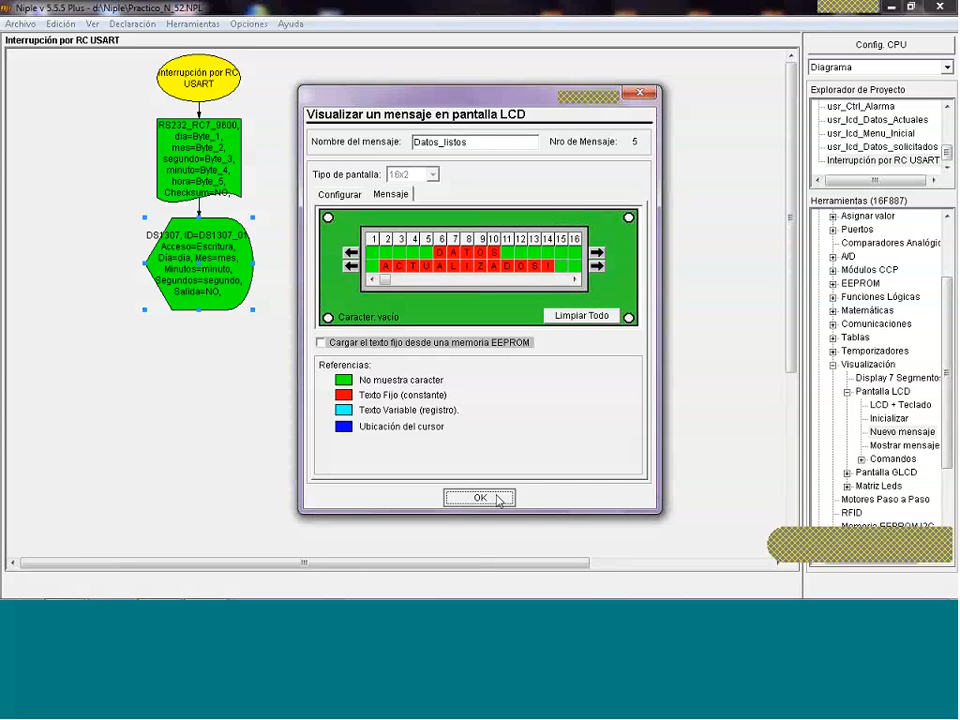 Niple v 5.5.5 Plus - d:\Niple\Practico_N_52.NPL
Archivo Edición Ver Declaración Herramientas Opciones Ayuda
Interrupción por RC USART
Interrupción por RC
USART
RS232_RC7_9600,
dia=Byte_1,
mes=Byte_2,
segundo=Byte_3,
minuto=Byte_4,
hora=Byte_5,
Checksum=NO,
DS1307, ID=DS1307_01,
Acceso=Escritura,
Dia=dia, Mes=mes,
Minutos=minuto,
Segundos=segundo,
Salida=NO,
Visualizar un mensaje en pantalla LCD
Nombre del mensaje: Datos_listos Nro de Mensaje: 5
Tipo de pantalla: 16x2
Configurar Mensaje
1 2 3 4 5 6 7 8 9 10 11 12 13 14 15 16
D A T O S
A C T U A L I Z A D O S !
Caracter: vacío Limpiar Todo
Cargar el texto fijo desde una memoria EEPROM
Referencias:
No muestra caracter
Texto Fijo (constante)
Texto Variable (registro).
Ubicación del cursor
OK
Config. CPU
Diagrama
Explorador de Proyecto
usr_Ctrl_Alarma
usr_lcd_Datos_Actuales
usr_lcd_Menu_Inicial
usr_lcd_Datos_solicitados
Interrupción por RC USART
Herramientas (16F887)
Asignar valor
Puertos
Comparadores Analógic
A/D
Módulos CCP
EEPROM
Funciones Lógicas
Matemáticas
Comunicaciones
Tablas
Temporizadores
Visualización
Display 7 Segmentos
Pantalla LCD
LCD + Teclado
Inicializar
Nuevo mensaje
Mostrar mensaje
Comandos
Pantalla GLCD
Matriz Leds
Motores Paso a Paso
RFID
Memoria EEPROM I2C